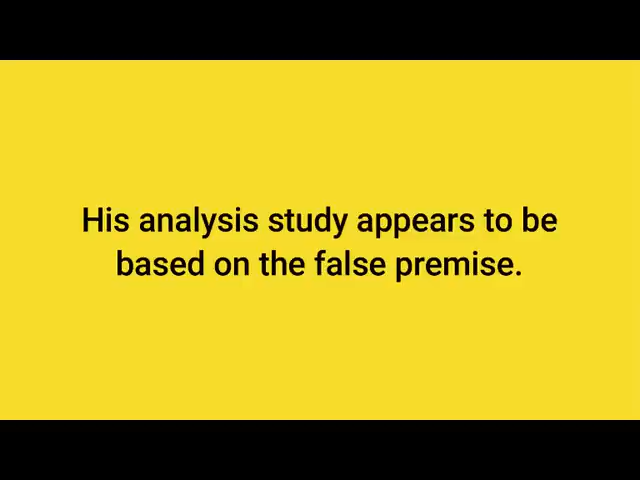 His analysis study appears to be
based on the false premise.